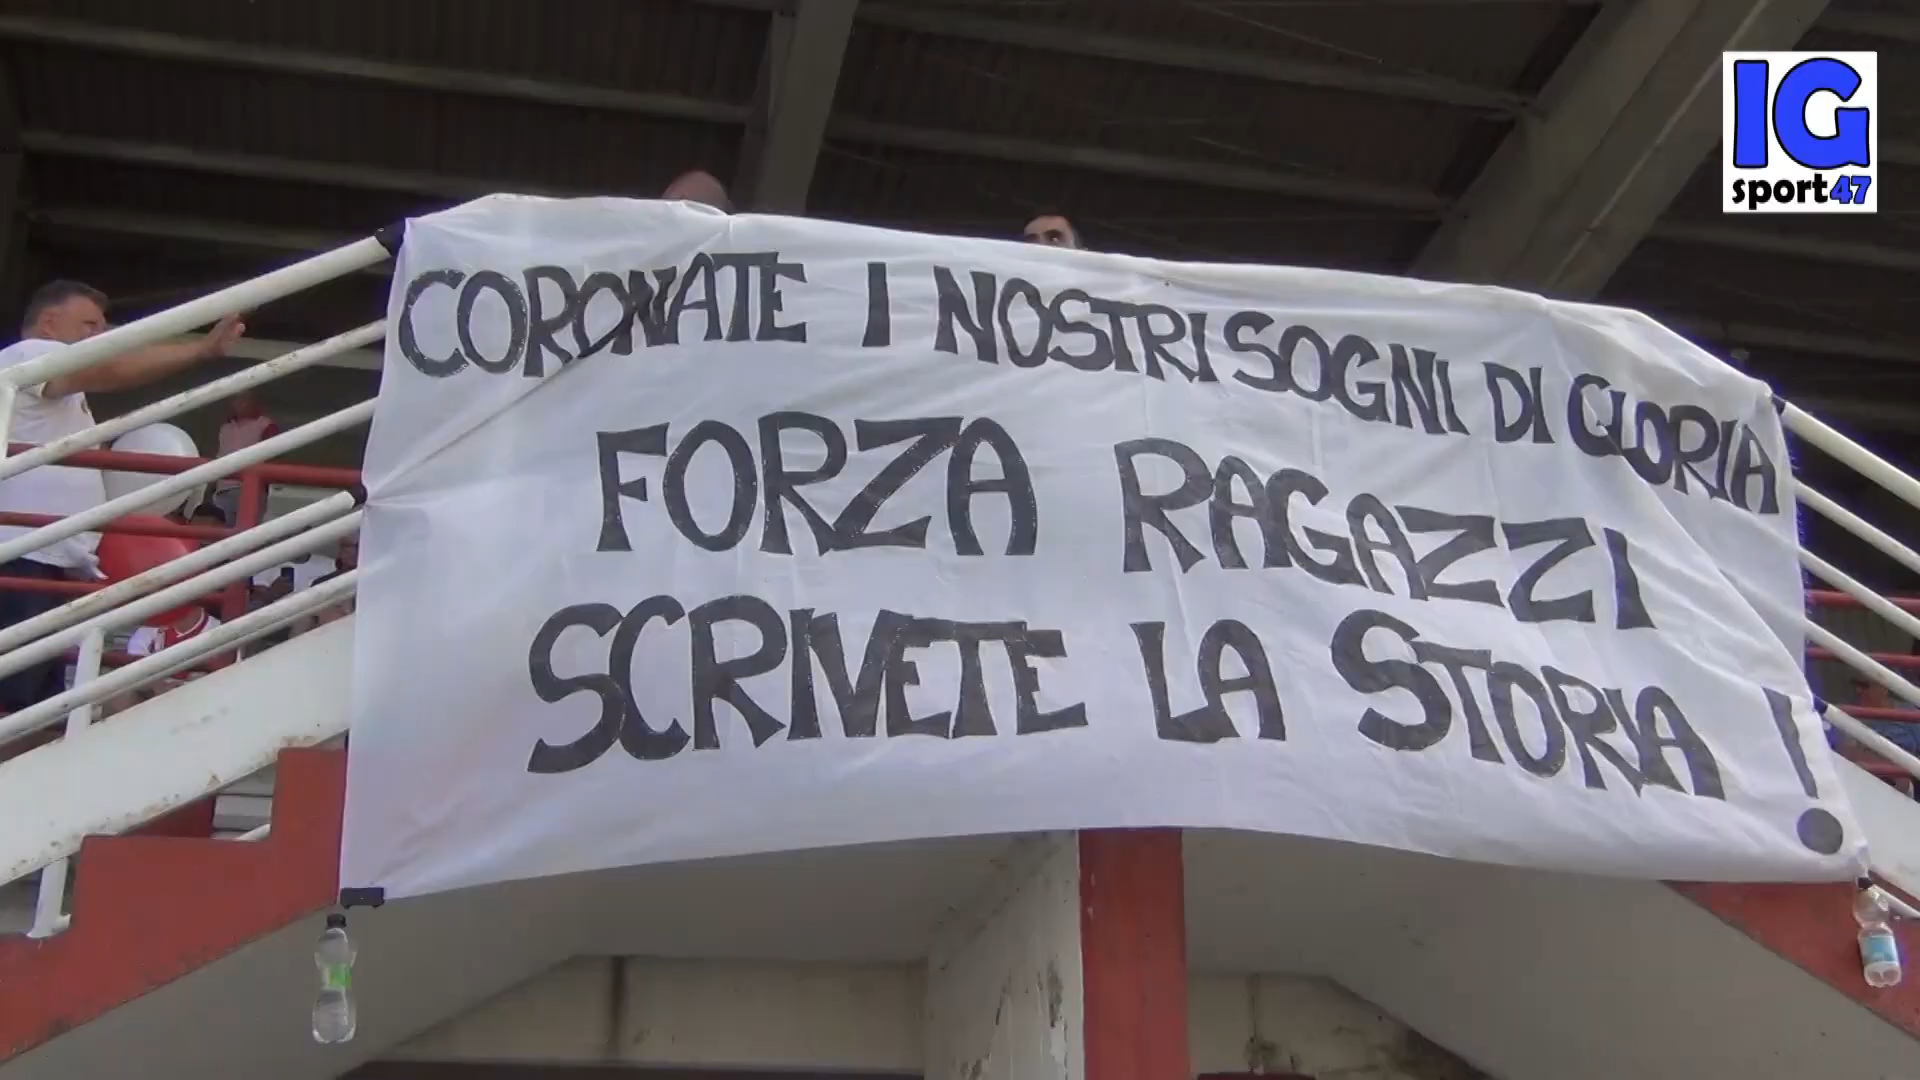 IG
sport47
CORONATE I NOSTRI SOGNI DI GLORIA
FORZA RAGAZZI
SCRIVETE LA STORIA !